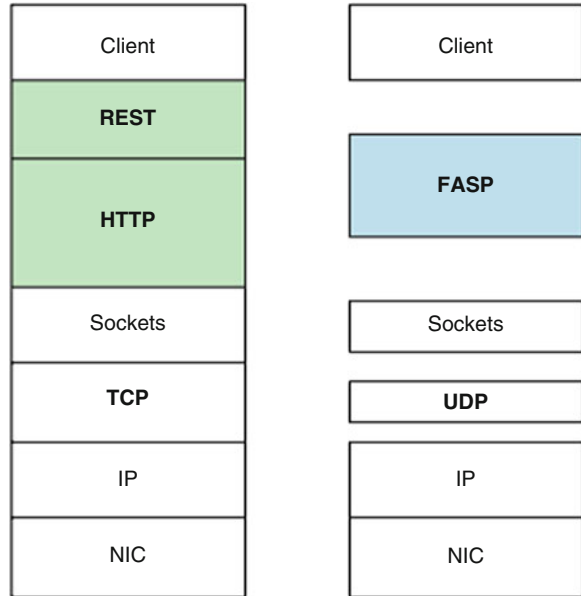 Client
REST
HTTP
Sockets
TCP
IP
NIC
Client
FASP
Sockets
UDP
IP
NIC